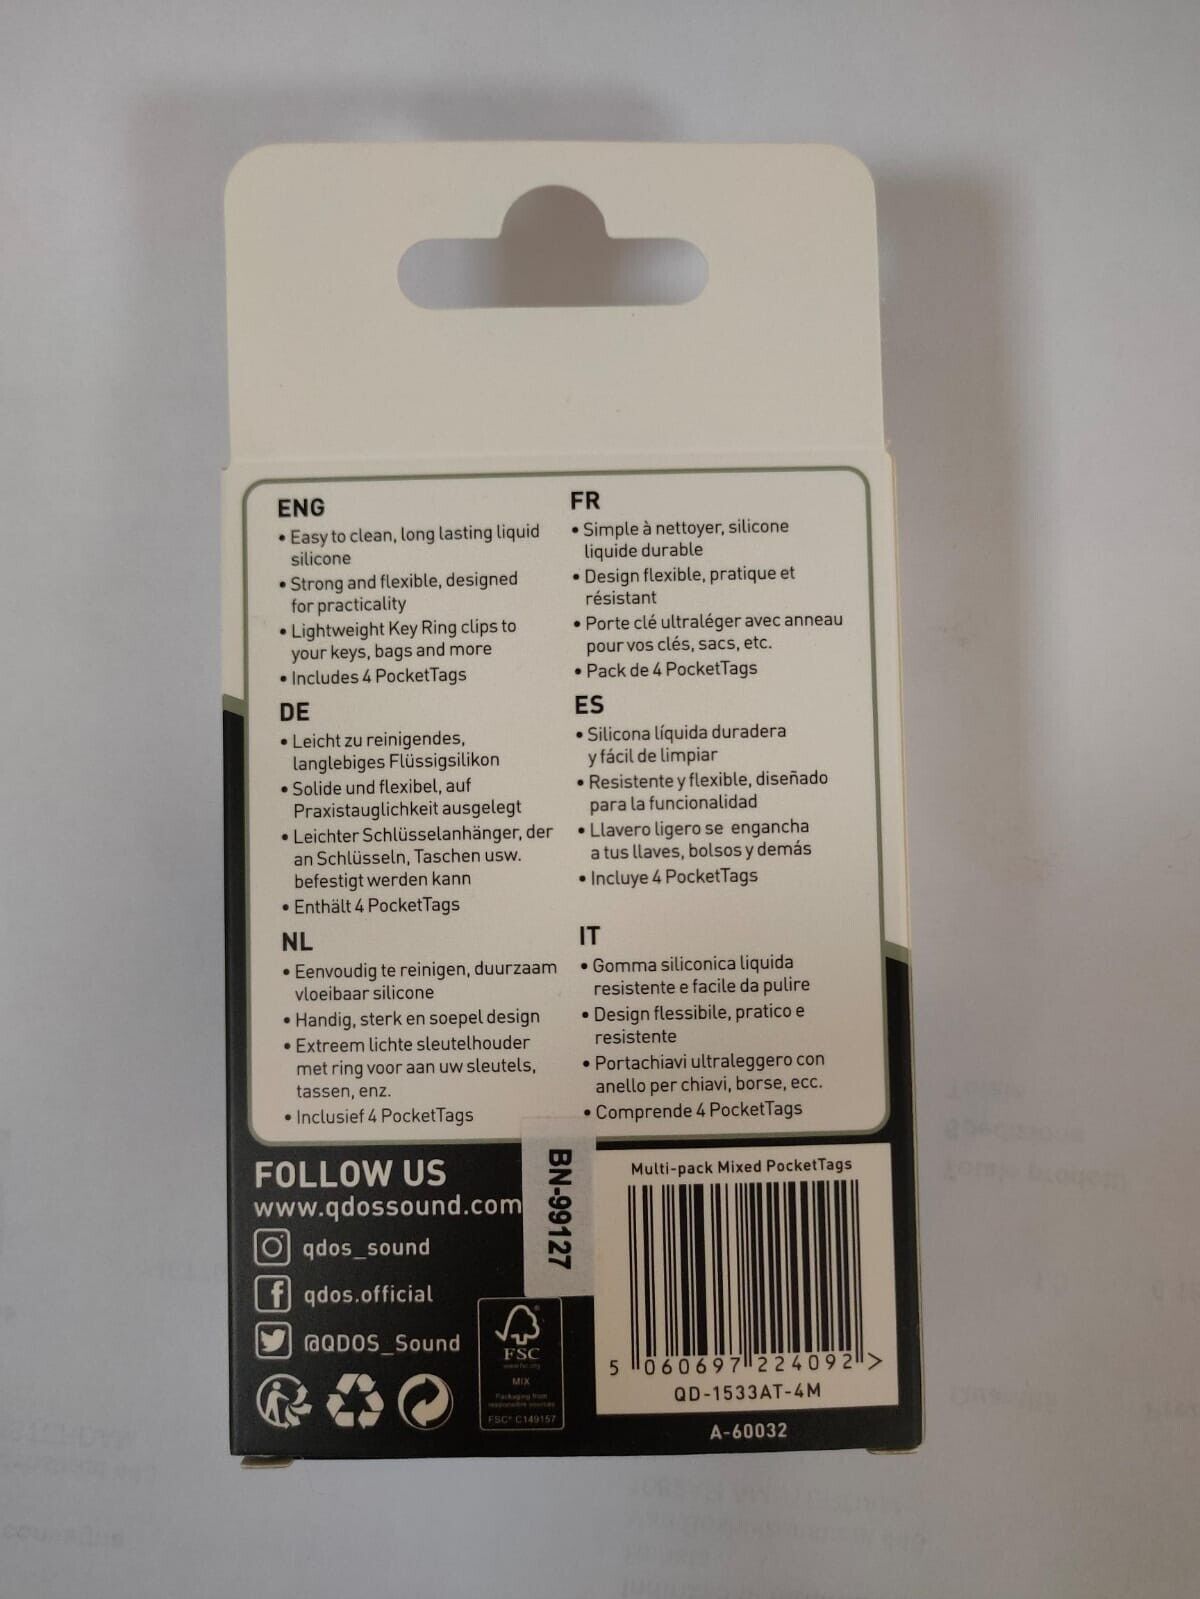 ENG
• Easy to clean, long lasting liquid
silicone
• Strong and flexible, designed
for practicality
• Lightweight Key Ring clips to
your keys, bags and more
• Includes 4 PocketTags
FR
• Simple à nettoyer, silicone
liquide durable
• Design flexible, pratique et
résistant
• Porte clé ultraléger avec anneau
pour vos clés, sacs, etc.
• Pack de 4 PocketTags
DE
• Leicht zu reinigendes,
langlebiges Flüssigsilikon
• Solide und flexibel, auf
Praxistauglichkeit ausgelegt
• Leichter Schlüsselanhänger, der
an Schlüsseln, Taschen usw.
befestigt werden kann
• Enthält 4 PocketTags
ES
• Silicona líquida duradera
y fácil de limpiar
• Resistente y flexible, diseñado
para la funcionalidad
• Llavero ligero se engancha
a tus llaves, bolsos y demás
• Incluye 4 PocketTags
NL
• Eenvoudig te reinigen, duurzaam
vloeibaar silicone
• Handig, sterk en soepel design
• Extreem lichte sleutelhouder
met ring voor aan uw sleutels,
tassen, enz.
• Inclusief 4 PocketTags
IT
• Gomma siliconica liquida
resistente e facile da pulire
• Design flessibile, pratico e
resistente
• Portachiavi ultraleggero con
anello per chiavi, borse, ecc.
• Comprende 4 PocketTags
FOLLOW US
www.qdossound.com
qdos_sound
qdos.official
@QDOS_Sound
BN-99127
FSC®
www.fsc.org
MIX
Packaging from
responsible sources
FSC® C149157
Multi-pack Mixed PocketTags
5 060697 224092 >
QD-1533AT-4M
A-60032